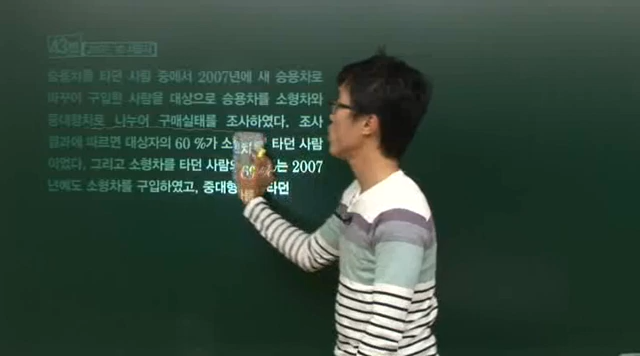 43번
승용차를 타던 사람 중에서 2007년에 새 승용차로
바꾸어 구입한 사람을 대상으로 승용차를 소형차와
중대형차로 나누어 구매실태를 조사하였다. 조사
결과에 따르면 대상자의 60 %가 소 타던 사람
이었다. 그리고 소형차를 타던 사람 는 2007
년에도 소형차를 구입하였고, 중대형 타던